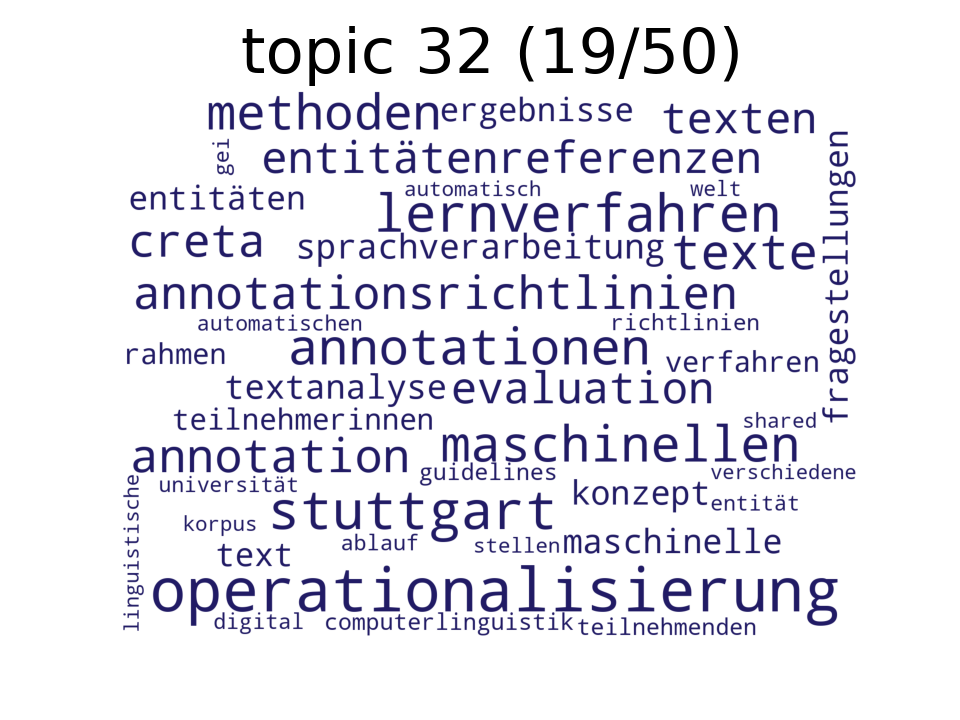 topic 32 (19/50)
methoden ergebnisse texten
gei entitätenreferenzen
entitäten automatisch welt
lernverfahren fragestellungen
creta sprachverarbeitung texte
annotationsrichtlinien
automatischen richtlinien
rahmen annotationen verfahren
textanalyse evaluation
teilnehmerinnen shared
annotation maschinellen
guidelines verschiedene
universität konzept entität
linguistische korpus stuttgart
text ablauf stellen maschinelle
operationalisierung
digital computerlinguistik teilnehmenden